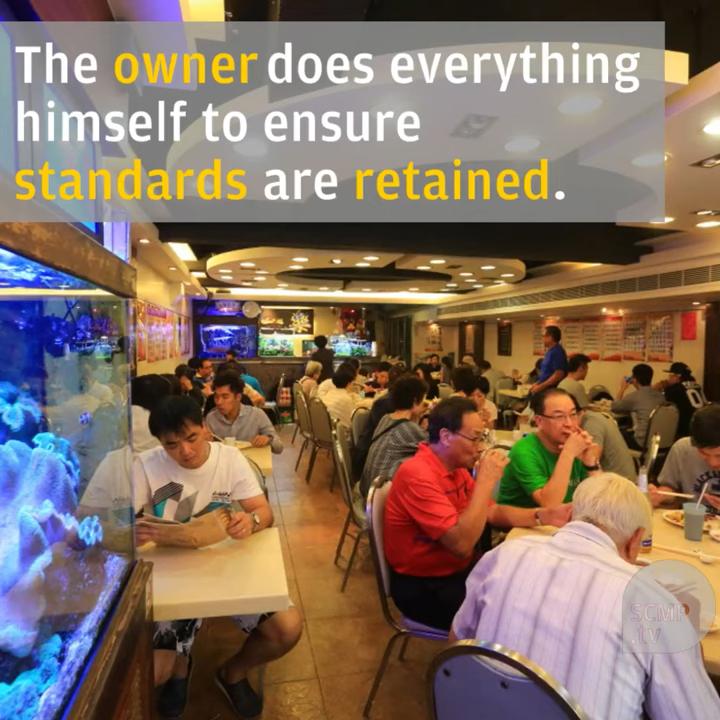 The owner does everything
himself to ensure
standards are retained.
SCMP
.tv